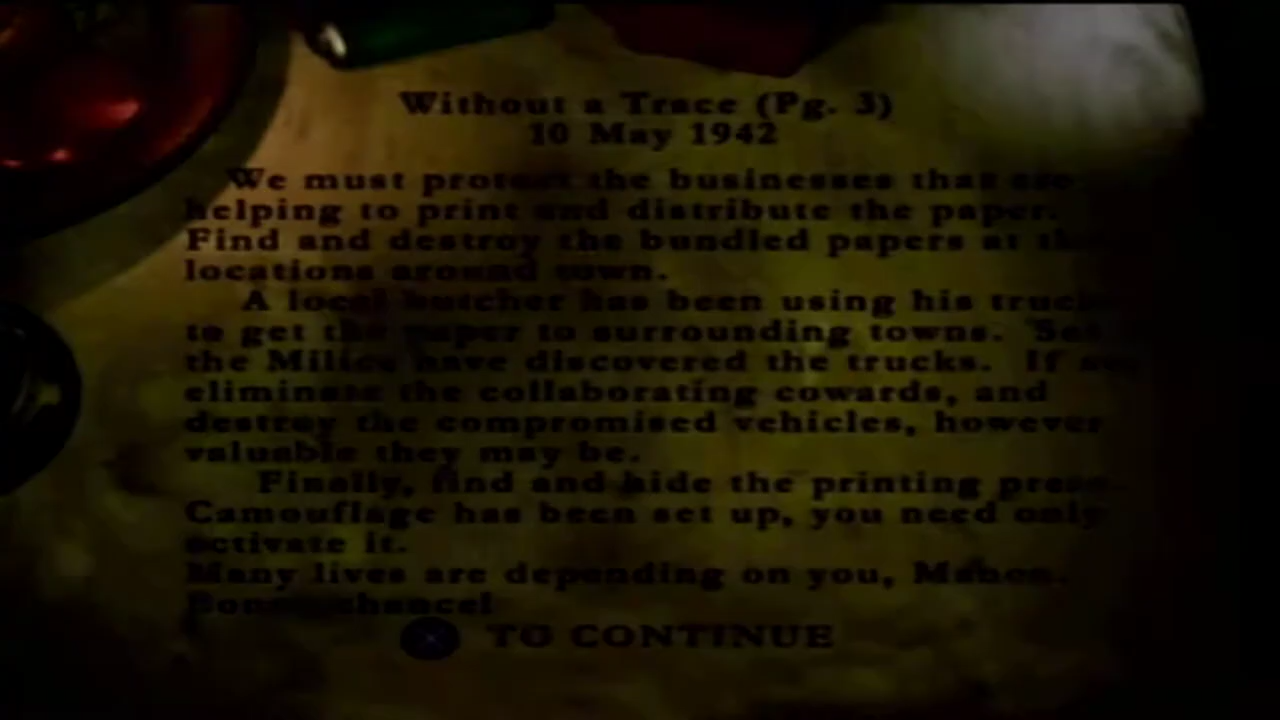 Without a Trace (Pg. 3)
10 May 1942
We must protect the businesses that are
helping to print and distribute the paper.
Find and destroy the bundled papers at
locations around town.
A local butcher has been using his trucks
to get the paper to surrounding towns.
the Milice have discovered the trucks. If
eliminate the collaborating cowards, and
destroy the compromised vehicles, however
valuable they may be.
Finally, find and hide the printing press.
Camouflage has been set up, you need only
activate it.
Many lives are depending on you, Manon.
Bonne chance!
TO CONTINUE